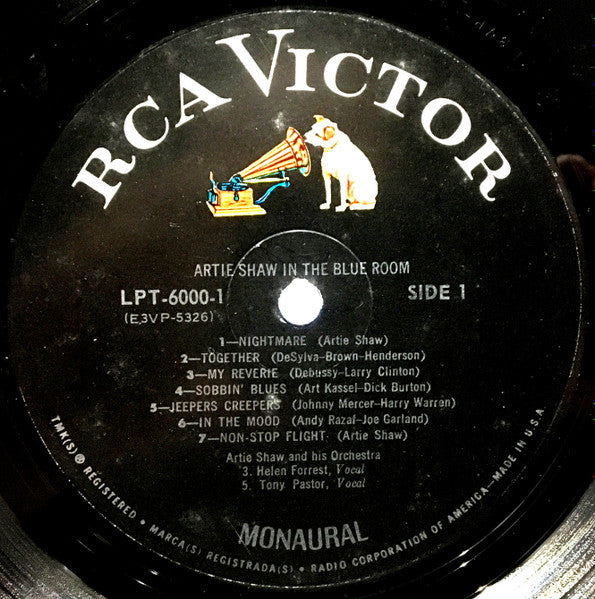 RCA VICTOR
ARTIE SHAW IN THE BLUE ROOM
LPT-6000-1
SIDE 1
(E3VP-5326)
1—NIGHTMARE (Artie Shaw)
2—TOGETHER (DeSylva-Brown-Henderson)
3—MY REVERIE (Debussy-Larry Clinton)
4—SOBBIN' BLUES (Art Kassel-Dick Burton)
5—JEEPERS CREEPERS (Johnny Mercer-Harry Warren)
6—IN THE MOOD (Andy Razaf-Joe Garland)
7—NON-STOP FLIGHT (Artie Shaw)
Artie Shaw and his Orchestra
3. Helen Forrest, Vocal
5. Tony Pastor, Vocal
MONAURAL
TMK(S) ® REGISTERED • MARCA(S) REGISTRADA(S) • RADIO CORPORATION OF AMERICA—MADE IN U.S.A.